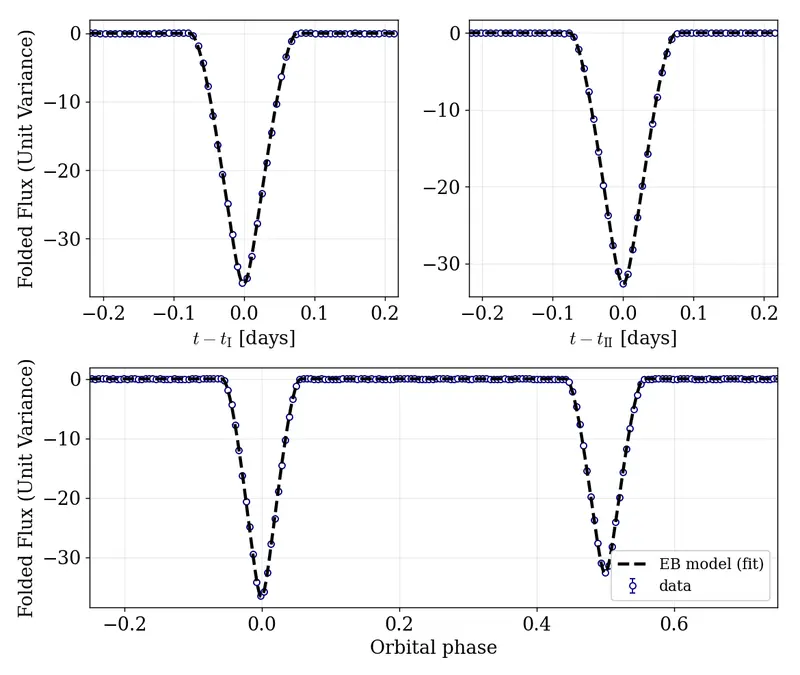 Folded Flux (Unit Variance)
0
−10
−20
−30
−0.2 −0.1 0.0 0.1 0.2
t − tI [days]
0
−10
−20
−30
−0.2 −0.1 0.0 0.1 0.2
t − tII [days]
Folded Flux (Unit Variance)
0
−10
−20
−30
−0.2 0.0 0.2 0.4 0.6
Orbital phase
EB model (fit)
data